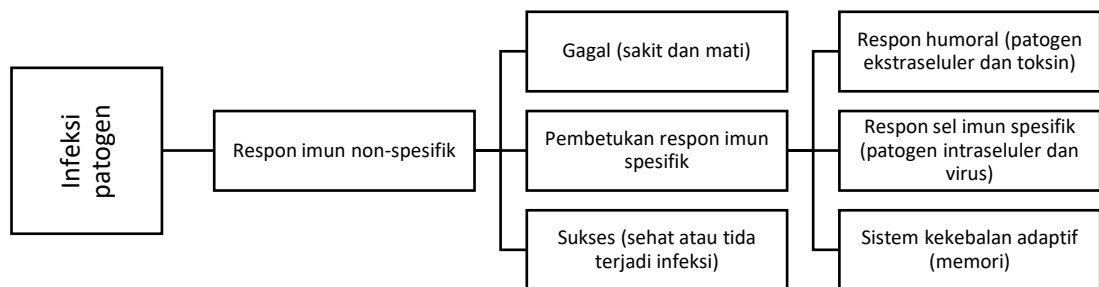 Infeksi
patogen
Respon imun non-spesifik
Gagal (sakit dan mati)
Pembetukan respon imun
spesifik
Sukses (sehat atau tida
terjadi infeksi)
Respon humoral (patogen
ekstraseluler dan toksin)
Respon sel imun spesifik
(patogen intraseluler dan
virus)
Sistem kekebalan adaptif
(memori)